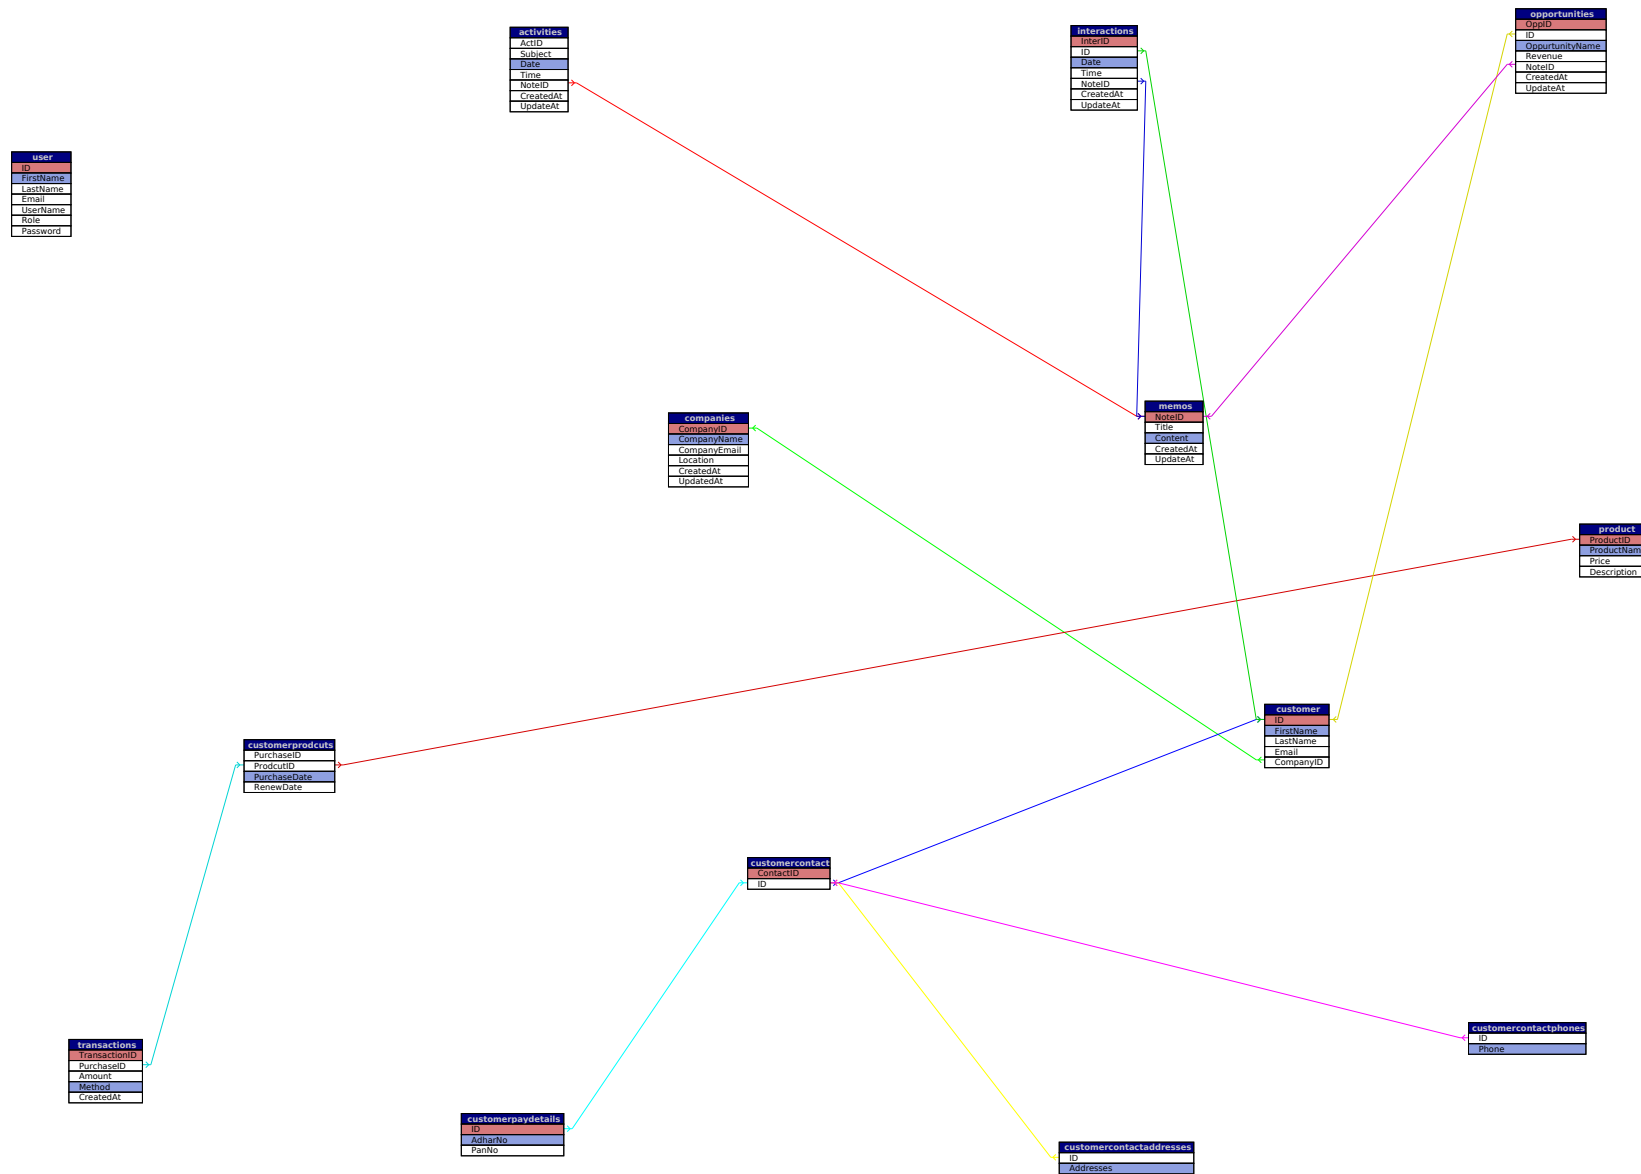 opportunities
OppID
ID
OppurtunityName
Revenue
NoteID
CreatedAt
UpdateAt
interactions
InterID
ID
Date
Time
NoteID
CreatedAt
UpdateAt
activities
ActID
Subject
Date
Time
NoteID
CreatedAt
UpdateAt
user
ID
FirstName
LastName
Email
UserName
Role
Password
memos
NoteID
Title
Content
CreatedAt
UpdateAt
companies
CompanyID
CompanyName
CompanyEmail
Location
CreatedAt
UpdatedAt
product
ProductID
ProductNam
Price
Description
customer
ID
FirstName
LastName
Email
CompanyID
customerprodcuts
PurchaseID
ProdcutID
PurchaseDate
RenewDate
customercontact
ContactID
ID
customercontactphones
ID
Phone
transactions
TransactionID
PurchaseID
Amount
Method
CreatedAt
customerpaydetails
ID
AdharNo
PanNo
customercontactaddresses
ID
Addresses